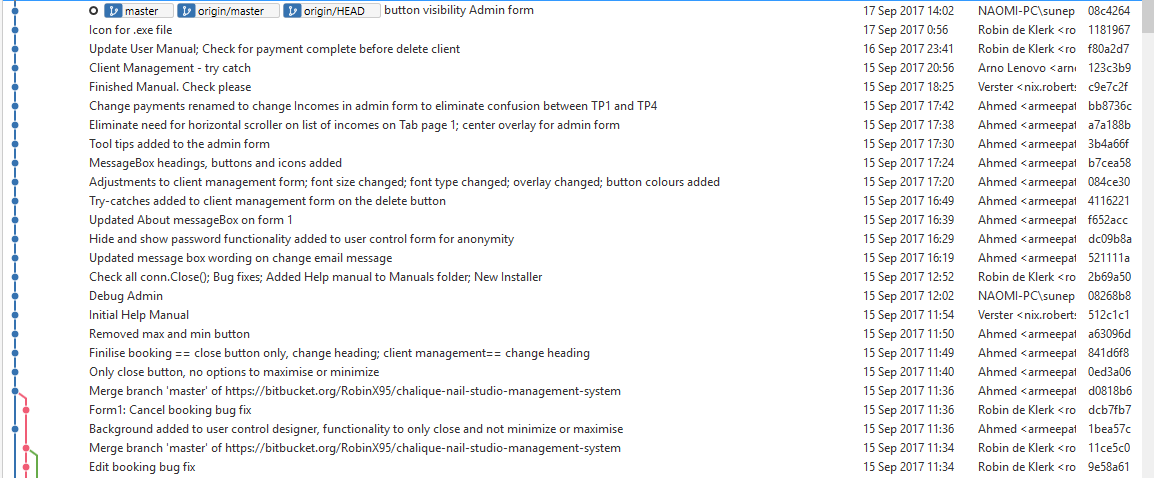 master origin/master origin/HEAD button visibility Admin form 17 Sep 2017 14:02 NAOMI-PC\sunep 08c4264
Icon for .exe file 17 Sep 2017 0:56 Robin de Klerk <ro 1181967
Update User Manual; Check for payment complete before delete client 16 Sep 2017 23:41 Robin de Klerk <ro f80a2d7
Client Management - try catch 15 Sep 2017 20:56 Arno Lenovo <arn 123c3b9
Finished Manual. Check please 15 Sep 2017 18:25 Verster <nix.roberts c9e7c2f
Change payments renamed to change Incomes in admin form to eliminate confusion between TP1 and TP4 15 Sep 2017 17:42 Ahmed <armeepat bb8736c
Eliminate need for horizontal scroller on list of incomes on Tab page 1; center overlay for admin form 15 Sep 2017 17:38 Ahmed <armeepat a7a188b
Tool tips added to the admin form 15 Sep 2017 17:30 Ahmed <armeepat 3b4a66f
MessageBox headings, buttons and icons added 15 Sep 2017 17:24 Ahmed <armeepat b7cea58
Adjustments to client management form; font size changed; font type changed; overlay changed; button colours added 15 Sep 2017 17:20 Ahmed <armeepat 084ce30
Try-catches added to client management form on the delete button 15 Sep 2017 16:49 Ahmed <armeepat 4116221
Updated About messageBox on form 1 15 Sep 2017 16:39 Ahmed <armeepat f652acc
Hide and show password functionality added to user control form for anonymity 15 Sep 2017 16:29 Ahmed <armeepat dc09b8a
Updated message box wording on change email message 15 Sep 2017 16:19 Ahmed <armeepat 521111a
Check all conn.Close(); Bug fixes; Added Help manual to Manuals folder; New Installer 15 Sep 2017 12:52 Robin de Klerk <ro 2b69a50
Debug Admin 15 Sep 2017 12:02 NAOMI-PC\sunep 08268b8
Initial Help Manual 15 Sep 2017 11:54 Verster <nix.roberts 512c1c1
Removed max and min button 15 Sep 2017 11:50 Ahmed <armeepat a63096d
Finilise booking == close button only, change heading; client management== change heading 15 Sep 2017 11:49 Ahmed <armeepat 841d6f8
Only close button, no options to maximise or minimize 15 Sep 2017 11:40 Ahmed <armeepat 0ed3a06
Merge branch 'master' of https://bitbucket.org/RobinX95/chalique-nail-studio-management-system 15 Sep 2017 11:36 Ahmed <armeepat d0818b6
Form1: Cancel booking bug fix 15 Sep 2017 11:36 Robin de Klerk <ro dcb7fb7
Background added to user control designer, functionality to only close and not minimize or maximise 15 Sep 2017 11:36 Ahmed <armeepat 1bea57c
Merge branch 'master' of https://bitbucket.org/RobinX95/chalique-nail-studio-management-system 15 Sep 2017 11:34 Robin de Klerk <ro 11ce5c0
Edit booking bug fix 15 Sep 2017 11:34 Robin de Klerk <ro 9e58a61